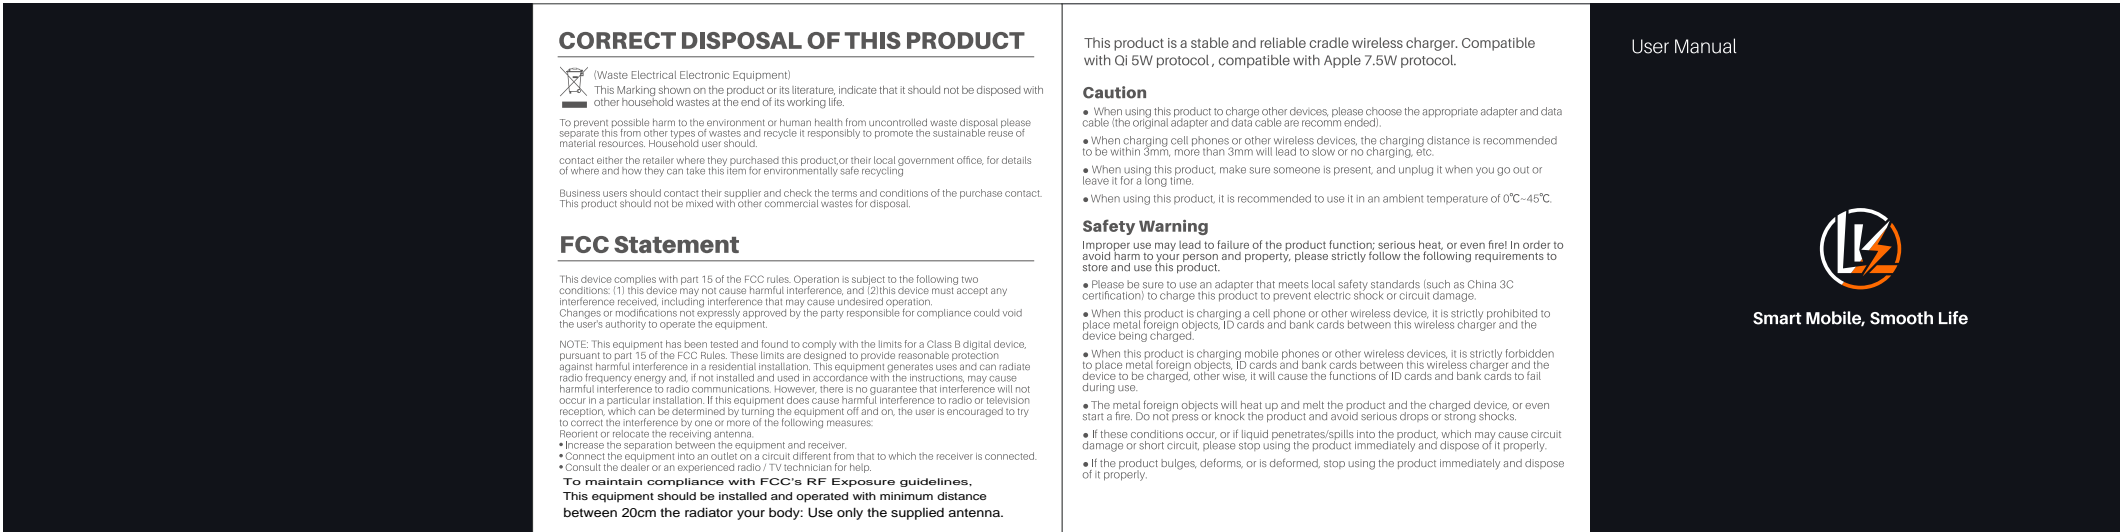 CORRECT DISPOSAL OF THIS PRODUCT
(Waste Electrical Electronic Equipment)
This Marking shown on the product or its literature, indicate that it should not be disposed with
other household wastes at the end of its working life.
To prevent possible harm to the environment or human health from uncontrolled waste disposal please
separate this from other types of wastes and recycle it responsibly to promote the sustainable reuse of
material resources. Household user should.
contact either the retailer where they purchased this product,or their local government office, for details
of where and how they can take this item for environmentally safe recycling
Business users should contact their supplier and check the terms and conditions of the purchase contact.
This product should not be mixed with other commercial wastes for disposal.
FCC Statement
This device complies with part 15 of the FCC rules. Operation is subject to the following two
conditions: (1) this device may not cause harmful interference, and (2)this device must accept any
interference received, including interference that may cause undesired operation.
Changes or modifications not expressly approved by the party responsible for compliance could void
the user's authority to operate the equipment.
NOTE: This equipment has been tested and found to comply with the limits for a Class B digital device,
pursuant to part 15 of the FCC Rules. These limits are designed to provide reasonable protection
against harmful interference in a residential installation. This equipment generates uses and can radiate
radio frequency energy and, if not installed and used in accordance with the instructions, may cause
harmful interference to radio communications. However, there is no guarantee that interference will not
occur in a particular installation. If this equipment does cause harmful interference to radio or television
reception, which can be determined by turning the equipment off and on, the user is encouraged to try
to correct the interference by one or more of the following measures:
Reorient or relocate the receiving antenna.
• Increase the separation between the equipment and receiver.
• Connect the equipment into an outlet on a circuit different from that to which the receiver is connected.
• Consult the dealer or an experienced radio / TV technician for help.
To maintain compliance with FCC's RF Exposure guidelines,
This equipment should be installed and operated with minimum distance
between 20cm the radiator your body: Use only the supplied antenna.
This product is a stable and reliable cradle wireless charger. Compatible
with Qi 5W protocol , compatible with Apple 7.5W protocol.
Caution
● When using this product to charge other devices, please choose the appropriate adapter and data
cable (the original adapter and data cable are recomm ended).
● When charging cell phones or other wireless devices, the charging distance is recommended
to be within 3mm, more than 3mm will lead to slow or no charging, etc.
● When using this product, make sure someone is present, and unplug it when you go out or
leave it for a long time.
● When using this product, it is recommended to use it in an ambient temperature of 0℃~45℃.
Safety Warning
Improper use may lead to failure of the product function; serious heat, or even fire! In order to
avoid harm to your person and property, please strictly follow the following requirements to
store and use this product.
● Please be sure to use an adapter that meets local safety standards (such as China 3C
certification) to charge this product to prevent electric shock or circuit damage.
● When this product is charging a cell phone or other wireless device, it is strictly prohibited to
place metal foreign objects, ID cards and bank cards between this wireless charger and the
device being charged.
● When this product is charging mobile phones or other wireless devices, it is strictly forbidden
to place metal foreign objects, ID cards and bank cards between this wireless charger and the
device to be charged, other wise, it will cause the functions of ID cards and bank cards to fail
during use.
● The metal foreign objects will heat up and melt the product and the charged device, or even
start a fire. Do not press or knock the product and avoid serious drops or strong shocks.
● If these conditions occur, or if liquid penetrates/spills into the product, which may cause circuit
damage or short circuit, please stop using the product immediately and dispose of it properly.
● If the product bulges, deforms, or is deformed, stop using the product immediately and dispose
of it properly.
User Manual
Smart Mobile, Smooth Life